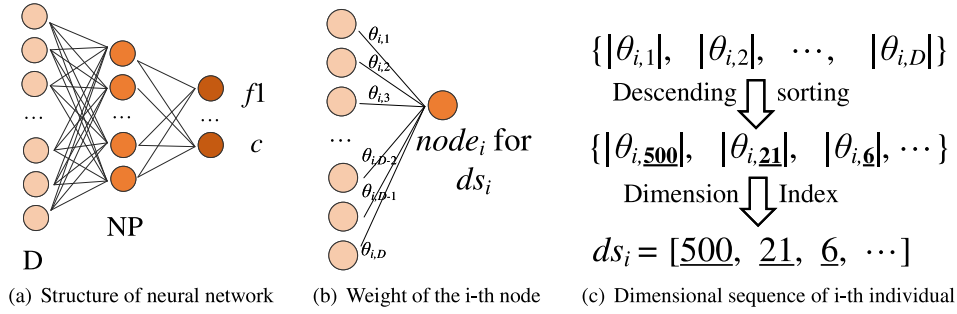 ...
...
...
f1
c
NP
D
(a) Structure of neural network
θi,1
θi,2
θi,3
...
θi,D-2
θi,D-1
θi,D
nodei for
dsi
(b) Weight of the i-th node
{|θi,1|, |θi,2|, ⋯, |θi,D|}
Descending sorting
{|θi,500|, |θi,21|, |θi,6|, ⋯}
Dimension Index
dsi = [500, 21, 6, ⋯]
(c) Dimensional sequence of i-th individual